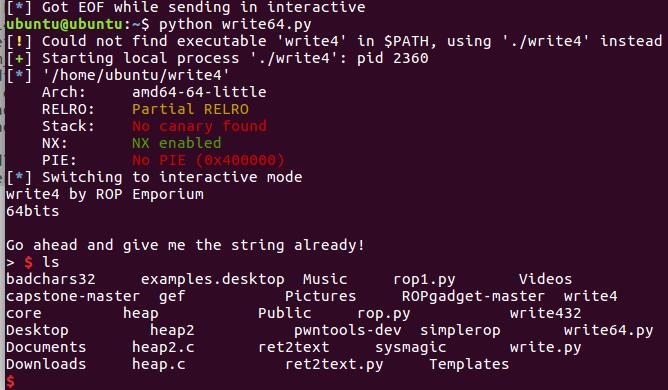 [*] Got EOF while sending in interactive
ubuntu@ubuntu:~$ python write64.py
[!] Could not find executable 'write4' in $PATH, using './write4' instead
[+] Starting local process './write4': pid 2360
[*] '/home/ubuntu/write4'
    Arch:     amd64-64-little
    RELRO:    Partial RELRO
    Stack:    No canary found
    NX:       NX enabled
    PIE:      No PIE (0x400000)
[*] Switching to interactive mode
write4 by ROP Emporium
64bits

Go ahead and give me the string already!
> $ ls
badchars32     examples.desktop  Music     rop1.py       Videos
capstone-master  gef            Pictures  ROPgadget-master  write4
core          heap            Public     rop.py            write432
Desktop          heap2            pwntools-dev  simplerop       write64.py
Documents     heap2.c        ret2text     sysmagic       write.py
Downloads     heap.c            ret2text.py     Templates
$